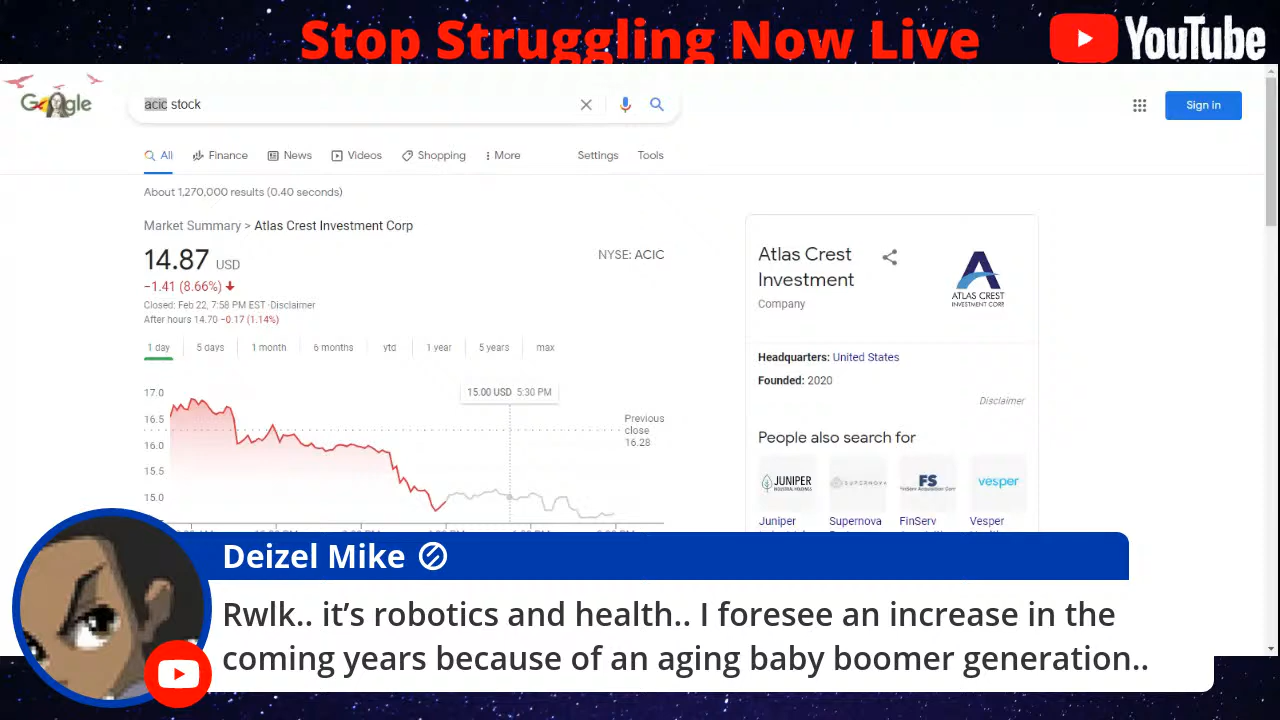 Stop Struggling Now Live
YouTube
Google
acic stock
Sign in
All
Finance
News
Videos
Shopping
More
Settings
Tools
About 1,270,000 results (0.40 seconds)
Market Summary > Atlas Crest Investment Corp
14.87 USD
NYSE: ACIC
−1.41 (8.66%)
Closed: Feb 22, 7:58 PM EST ·Disclaimer
After hours 14.70 −0.17 (1.14%)
1 day
5 days
1 month
6 months
ytd
1 year
5 years
max
15.00 USD 5:30 PM
17.0
16.5
16.0
15.5
15.0
Previous
close
16.28
Atlas Crest
Investment
Company
ATLAS CREST
INVESTMENT CORP
Headquarters: United States
Founded: 2020
Disclaimer
People also search for
JUNIPER
INDUSTRIAL HOLDINGS
SUPERNOVA
FS
vesper
Juniper
Supernova
FinServ
Vesper
Deizel Mike
Rwlk.. it’s robotics and health.. I foresee an increase in the
coming years because of an aging baby boomer generation..